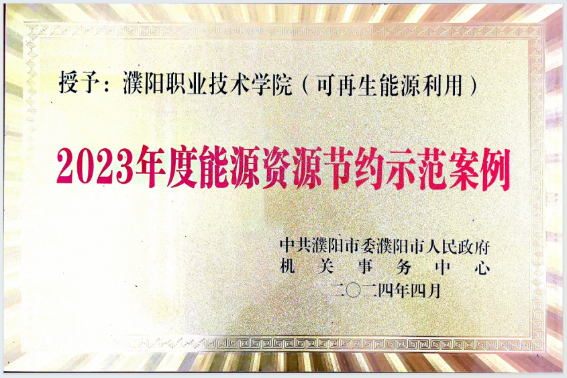 授予：濮阳职业技术学院（可再生能源利用）
2023年度能源资源节约示范案例
中共濮阳市委濮阳市人民政府
机关事务中心
二〇二四年四月